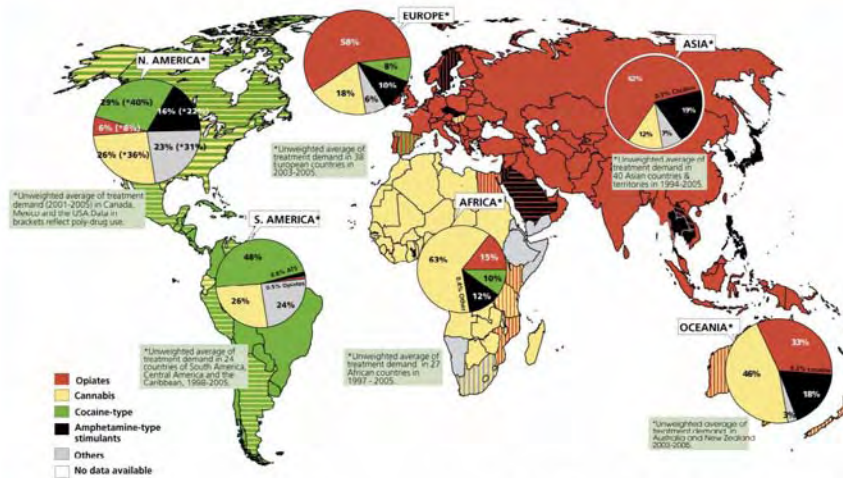 EUROPE*
58%
8%
10%
6%
18%
N. AMERICA*
29% (*40%)
16% (*22%)
6% (*8%)
26% (*36%)
23% (*31%)
*Unweighted average of treatment
demand (2001-2005) in Canada,
Mexico and the USA Data in
brackets reflect poly-drug use.
*Unweighted average of
treatment demand in 38
European countries in
2003-2005.
ASIA*
62%
19%
7%
12%
*Unweighted average of
treatment demand in
40 Asian countries &
territories in 1994-2005.
S. AMERICA*
48%
0.8% ATS
26%
24%
*Unweighted average of
treatment demand in 24
countries of South America,
Central America and the
Caribbean, 1998-2005.
AFRICA*
63%
15%
10%
12%
*Unweighted average of
treatment demand in 27
African countries in
1997 - 2005.
OCEANIA*
33%
46%
18%
3%
*Unweighted average of
treatment demand in
Australia and New Zealand
Opiates
Cannabis
Cocaine-type
Amphetamine-type
stimulants
Others
No data available